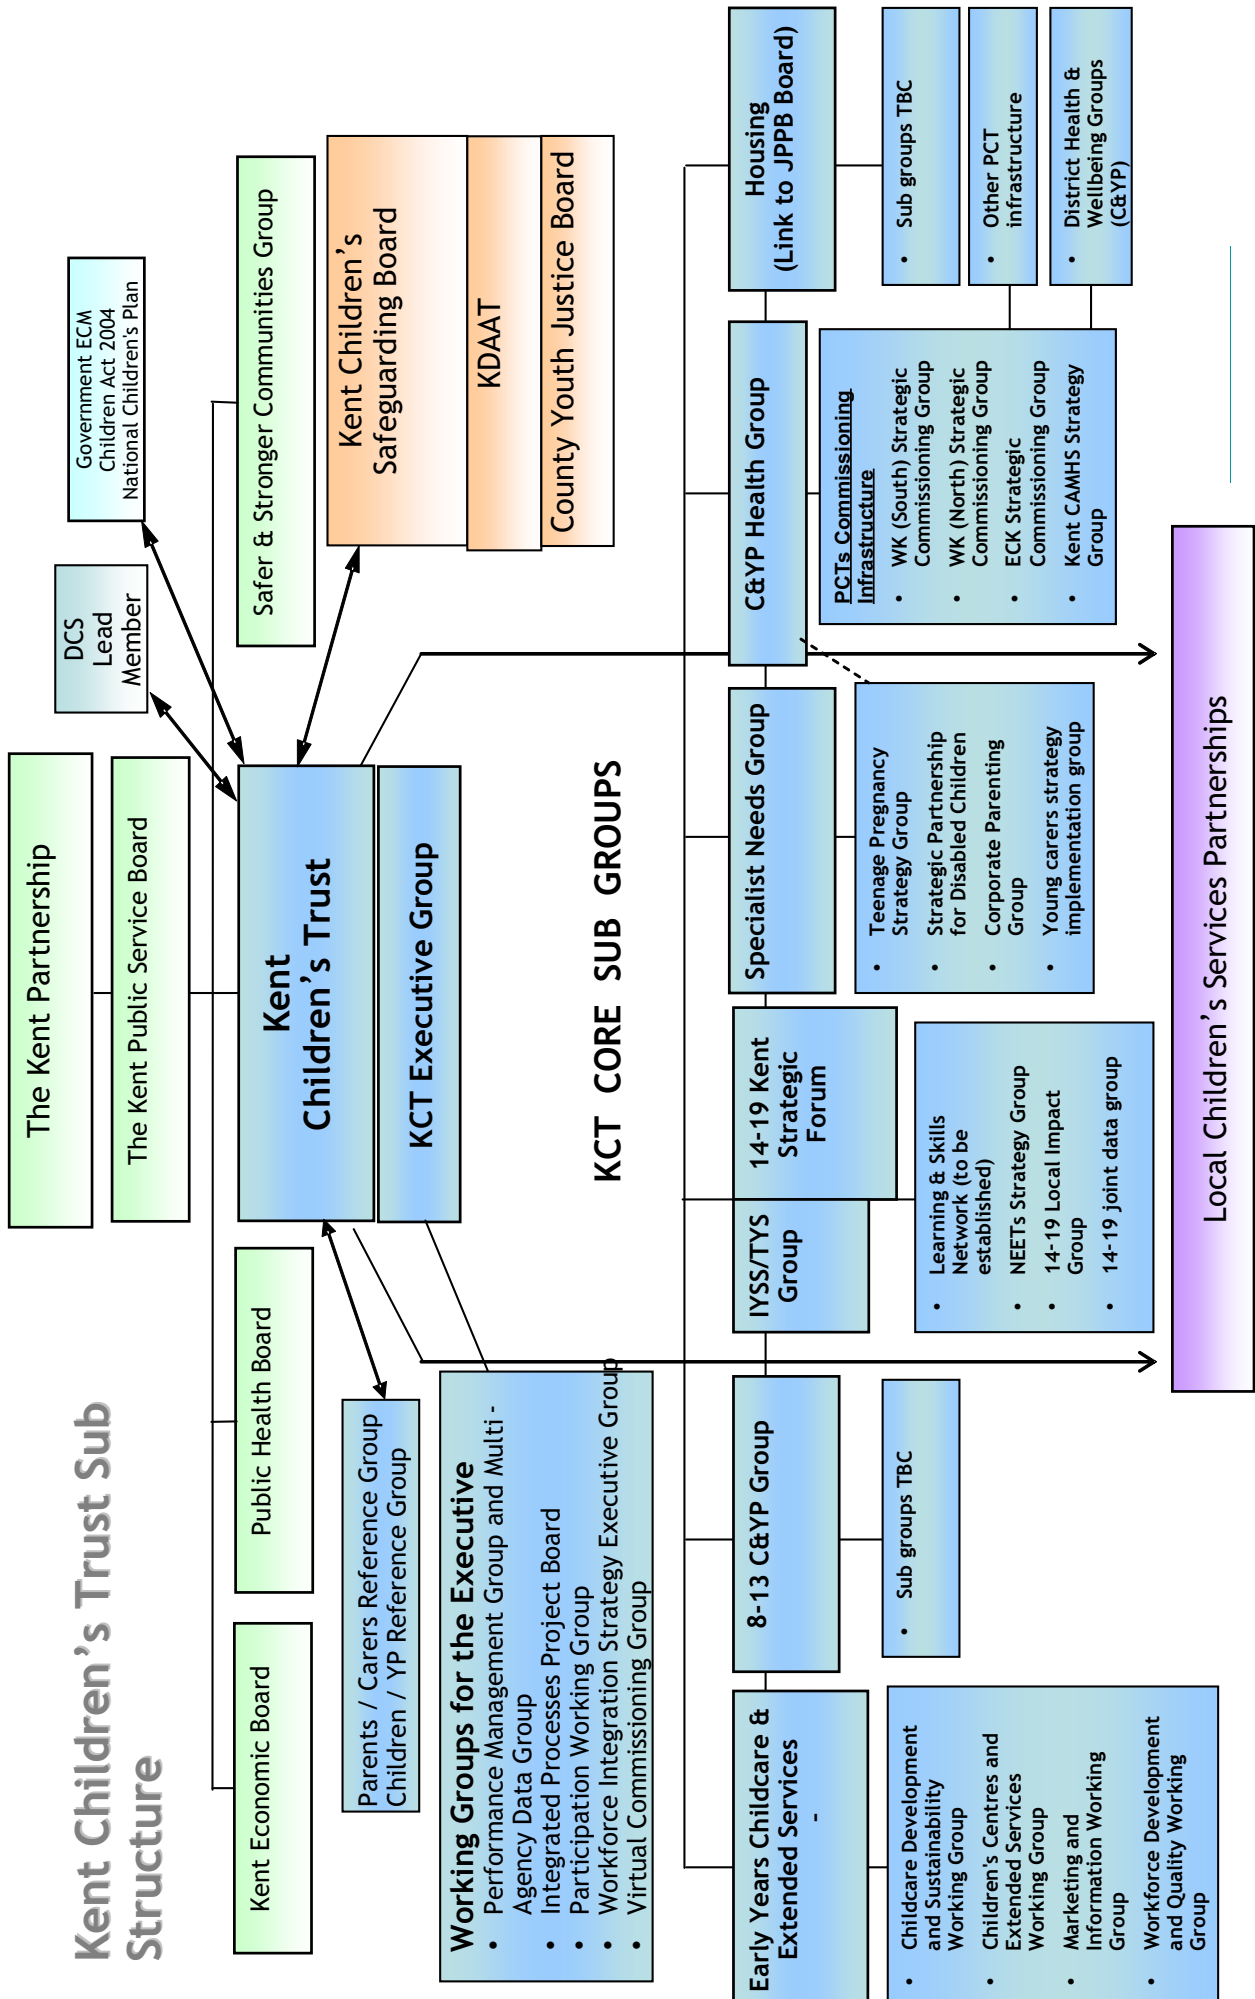 Kent Children's Trust Sub
Structure
The Kent Partnership
The Kent Public Service Board
DCS
Lead
Member
Government ECM
Children Act 2004
National Children's Plan
Kent Economic Board
Public Health Board
Safer & Stronger Communities Group
Kent
Children's Trust
KCT Executive Group
Kent Children's
Safeguarding Board
KDAAT
County Youth Justice Board
Parents / Carers Reference Group
Children / YP Reference Group
Working Groups for the Executive
• Performance Management Group and Multi -
Agency Data Group
• Integrated Processes Project Board
• Participation Working Group
• Workforce Integration Strategy Executive Group
• Virtual Commissioning Group
KCT CORE SUB GROUPS
Early Years Childcare &
Extended Services
-
• Childcare Development
and Sustainability
Working Group
• Children's Centres and
Extended Services
Working Group
• Marketing and
Information Working
Group
• Workforce Development
and Quality Working
Group
8-13 C&YP Group
• Sub groups TBC
IYSS/TYS
Group
14-19 Kent
Strategic
Forum
• Learning & Skills
Network (to be
established)
• NEETs Strategy Group
• 14-19 Local Impact
Group
• 14-19 joint data group
Specialist Needs Group
• Teenage Pregnancy
Strategy Group
• Strategic Partnership
for Disabled Children
• Corporate Parenting
Group
• Young carers strategy
implementation group
C&YP Health Group
PCTs Commissioning
Infrastructure
• WK (South) Strategic
Commissioning Group
• WK (North) Strategic
Commissioning Group
• ECK Strategic
Commissioning Group
• Kent CAMHS Strategy
Group
Housing
(Link to JPPB Board)
• Sub groups TBC
• Other PCT
infrastructure
• District Health &
Wellbeing Groups
(C&YP)
Local Children's Services Partnerships